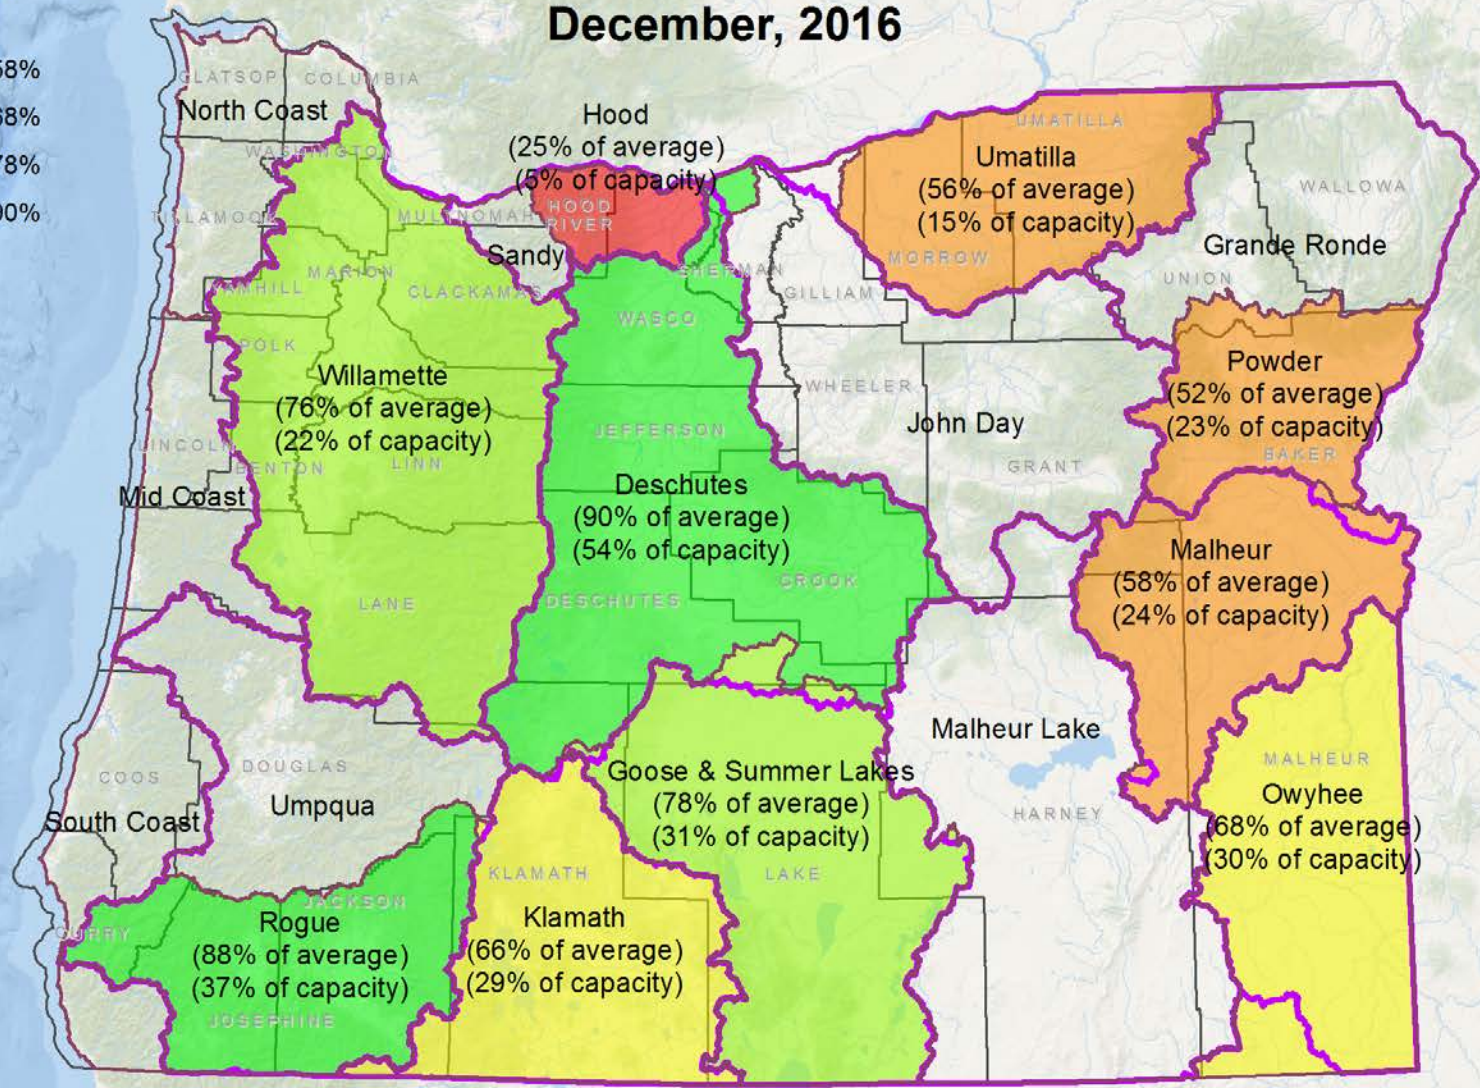 December, 2016
58%
68%
78%
90%
CLATSOP
COLUMBIA
North Coast
WASHINGTON
TILLAMOOK
MULTNOMAH
Hood
(25% of average)
(5% of capacity)
HOOD
RIVER
Sandy
UMATILLA
Umatilla
(56% of average)
(15% of capacity)
MORROW
WALLOWA
Grande Ronde
UNION
YAMHILL
MARION
CLACKAMAS
SHERMAN
GILLIAM
WASCO
POLK
Willamette
(76% of average)
(22% of capacity)
WHEELER
John Day
Powder
(52% of average)
(23% of capacity)
BAKER
LINCOLN
BENTON
LINN
JEFFERSON
GRANT
Mid Coast
Deschutes
(90% of average)
(54% of capacity)
CROOK
DESCHUTES
LANE
Malheur
(58% of average)
(24% of capacity)
Malheur Lake
HARNEY
MALHEUR
Owyhee
(68% of average)
(30% of capacity)
COOS
DOUGLAS
South Coast
Umpqua
Goose & Summer Lakes
(78% of average)
(31% of capacity)
LAKE
KLAMATH
Klamath
(66% of average)
(29% of capacity)
JACKSON
CURRY
Rogue
(88% of average)
(37% of capacity)
JOSEPHINE